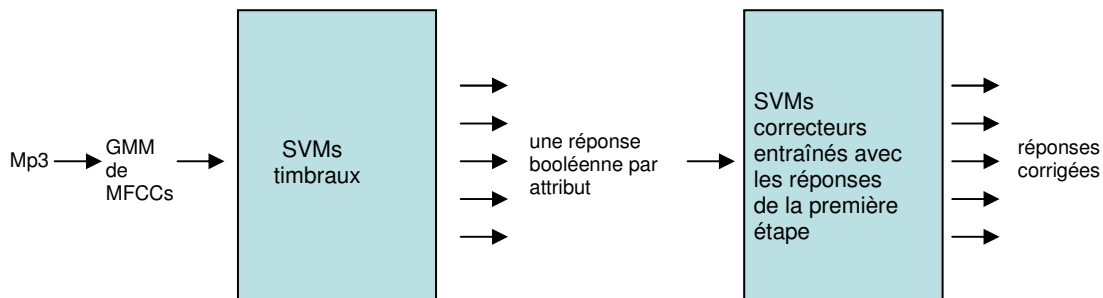 Mp3
GMM
de
MFCCs
SVMs
timbraux
une réponse
booléenne par
attribut
SVMs
correcteurs
entraînés avec
les réponses
de la première
étape
réponses
corrigées